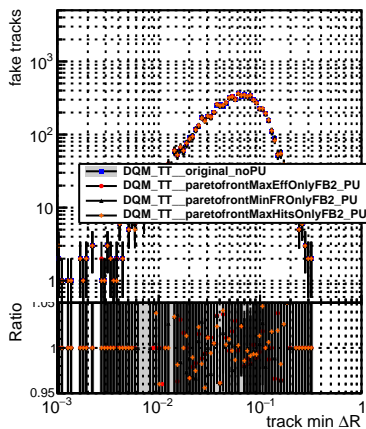 fake tracks
10³
10²
10
1
DQM_TT__original_noPU
DQM_TT__paretofrontMaxEffOnlyFB2_PU
DQM_TT__paretofrontMinFROnlyFB2_PU
DQM_TT__paretofrontMaxHitsOnlyFB2_PU
Ratio
1.05
1
0.95
10⁻³ 10⁻² 10⁻¹ 1
track min ΔR